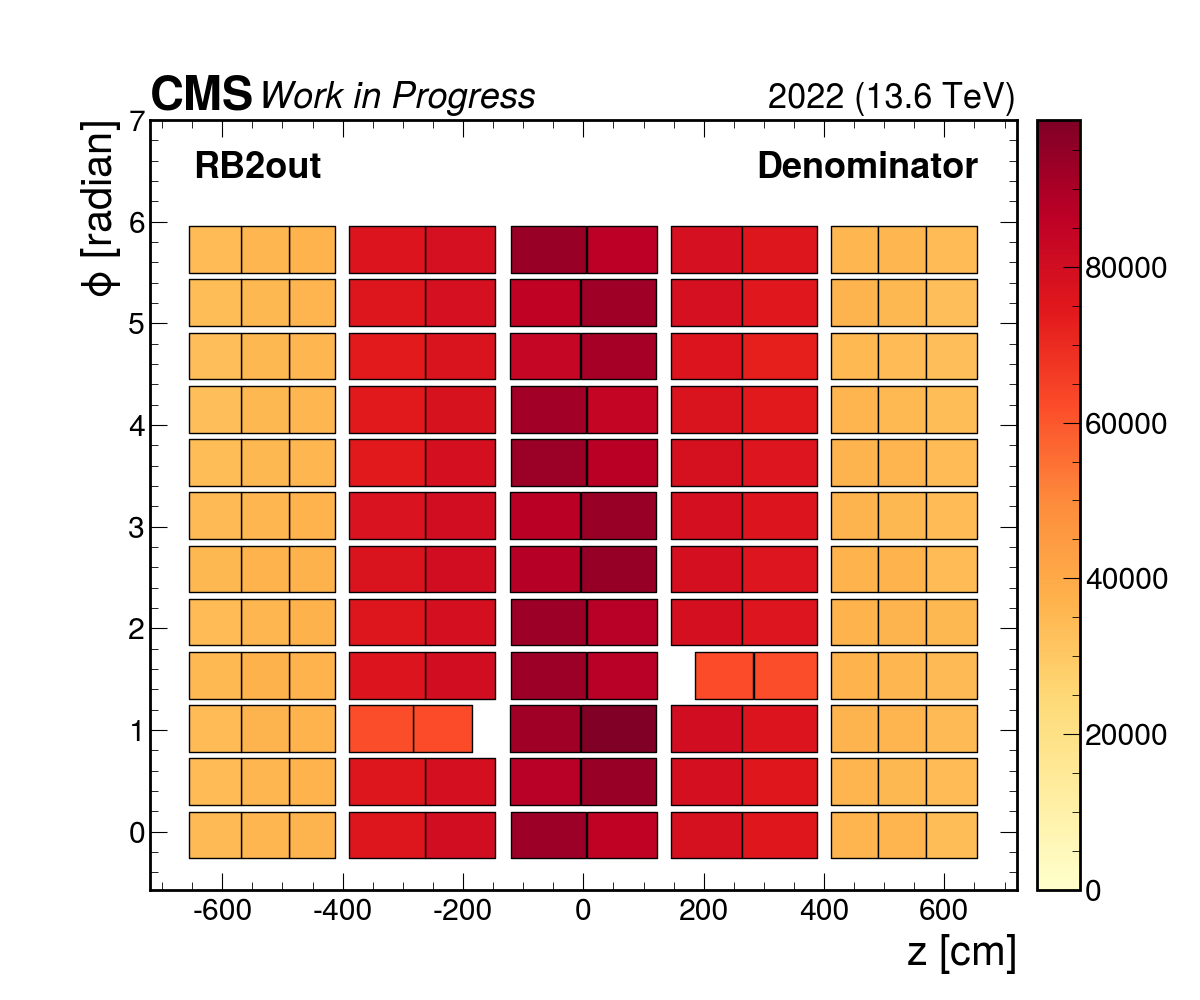 CMS Work in Progress 2022 (13.6 TeV)
RB2out Denominator
ϕ [radian]
7
6
5
4
3
2
1
0
-600 -400 -200 0 200 400 600
z [cm]
80000
60000
40000
20000
0